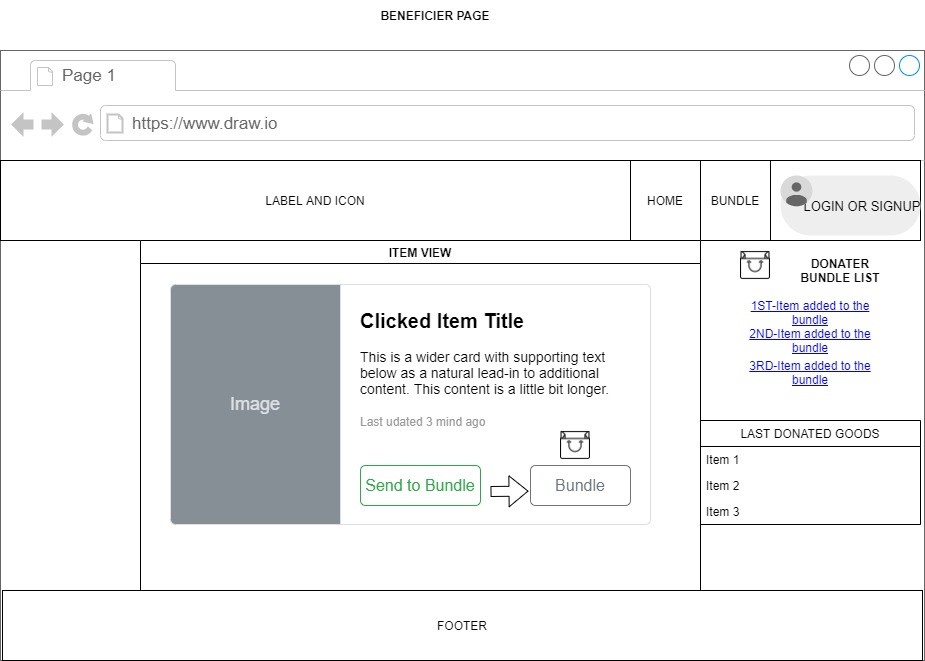 BENEFICIER PAGE
Page 1
https://www.draw.io
LABEL AND ICON
HOME
BUNDLE
LOGIN OR SIGNUP
ITEM VIEW
Image
Clicked Item Title
This is a wider card with supporting text
below as a natural lead-in to additional
content. This content is a little bit longer.
Last udated 3 mind ago
Send to Bundle
Bundle
DONATER
BUNDLE LIST
1ST-Item added to the
bundle
2ND-Item added to the
bundle
3RD-Item added to the
bundle
LAST DONATED GOODS
Item 1
Item 2
Item 3
FOOTER